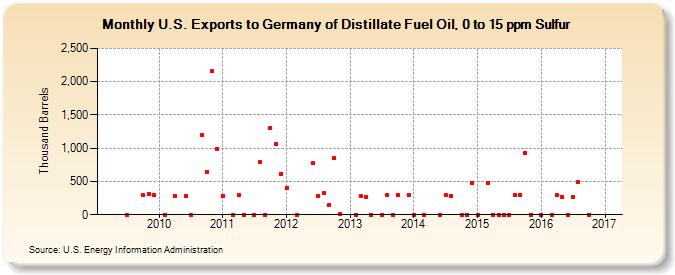 Monthly U.S. Exports to Germany of Distillate Fuel Oil, 0 to 15 ppm Sulfur
Thousand Barrels
2,500
2,000
1,500
1,000
500
0
2010 2011 2012 2013 2014 2015 2016 2017
Source: U.S. Energy Information Administration